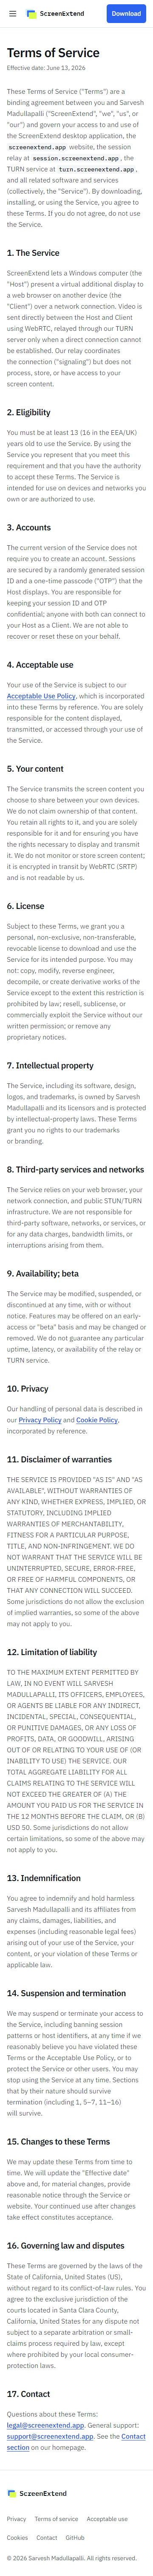 ScreenExtend
Download
Terms of Service
Effective date: June 13, 2026
These Terms of Service ("Terms") are a
binding agreement between you and Sarvesh
Madullapalli ("ScreenExtend", "we", "us", or
"our") and govern your access to and use of
the ScreenExtend desktop application, the
screenextend.app website, the session
relay at session.screenextend.app, the
TURN service at turn.screenextend.app,
and all related software and services
(collectively, the "Service"). By downloading,
installing, or using the Service, you agree to
these Terms. If you do not agree, do not use
the Service.
1. The Service
ScreenExtend lets a Windows computer (the
"Host") present a virtual additional display to
a web browser on another device (the
"Client") over a network connection. Video is
sent directly between the Host and Client
using WebRTC, relayed through our TURN
server only when a direct connection cannot
be established. Our relay coordinates
the connection ("signaling") but does not
process, store, or have access to your
screen content.
2. Eligibility
You must be at least 13 (16 in the EEA/UK)
years old to use the Service. By using the
Service you represent that you meet this
requirement and that you have the authority
to accept these Terms. The Service is
intended for use on devices and networks you
own or are authorized to use.
3. Accounts
The current version of the Service does not
require you to create an account. Sessions
are secured by a randomly generated session
ID and a one-time passcode ("OTP") that the
Host displays. You are responsible for
keeping your session ID and OTP
confidential; anyone with both can connect to
your Host as a Client. We are not able to
recover or reset these on your behalf.
4. Acceptable use
Your use of the Service is subject to our
Acceptable Use Policy, which is incorporated
into these Terms by reference. You are solely
responsible for the content displayed,
transmitted, or accessed through your use of
the Service.
5. Your content
The Service transmits the screen content you
choose to share between your own devices.
We do not claim ownership of that content.
You retain all rights to it, and you are solely
responsible for it and for ensuring you have
the rights necessary to display and transmit
it. We do not monitor or store screen content;
it is encrypted in transit by WebRTC (SRTP)
and is not readable by us.
6. License
Subject to these Terms, we grant you a
personal, non-exclusive, non-transferable,
revocable license to download and use the
Service for its intended purpose. You may
not: copy, modify, reverse engineer,
decompile, or create derivative works of the
Service except to the extent this restriction is
prohibited by law; resell, sublicense, or
commercially exploit the Service without our
written permission; or remove any
proprietary notices.
7. Intellectual property
The Service, including its software, design,
logos, and trademarks, is owned by Sarvesh
Madullapalli and its licensors and is protected
by intellectual-property laws. These Terms
grant you no rights to our trademarks
or branding.
8. Third-party services and networks
The Service relies on your web browser, your
network connection, and public STUN/TURN
infrastructure. We are not responsible for
third-party software, networks, or services, or
for any data charges, bandwidth limits, or
interruptions arising from them.
9. Availability; beta
The Service may be modified, suspended, or
discontinued at any time, with or without
notice. Features may be offered on an early-
access or "beta" basis and may be changed or
removed. We do not guarantee any particular
uptime, latency, or availability of the relay or
TURN service.
10. Privacy
Our handling of personal data is described in
our Privacy Policy and Cookie Policy,
incorporated by reference.
11. Disclaimer of warranties
THE SERVICE IS PROVIDED "AS IS" AND "AS
AVAILABLE", WITHOUT WARRANTIES OF
ANY KIND, WHETHER EXPRESS, IMPLIED, OR
STATUTORY, INCLUDING IMPLIED
WARRANTIES OF MERCHANTABILITY,
FITNESS FOR A PARTICULAR PURPOSE,
TITLE, AND NON-INFRINGEMENT. WE DO
NOT WARRANT THAT THE SERVICE WILL BE
UNINTERRUPTED, SECURE, ERROR-FREE,
OR FREE OF HARMFUL COMPONENTS, OR
THAT ANY CONNECTION WILL SUCCEED.
Some jurisdictions do not allow the exclusion
of implied warranties, so some of the above
may not apply to you.
12. Limitation of liability
TO THE MAXIMUM EXTENT PERMITTED BY
LAW, IN NO EVENT WILL SARVESH
MADULLAPALLI, ITS OFFICERS, EMPLOYEES,
OR AGENTS BE LIABLE FOR ANY INDIRECT,
INCIDENTAL, SPECIAL, CONSEQUENTIAL,
OR PUNITIVE DAMAGES, OR ANY LOSS OF
PROFITS, DATA, OR GOODWILL, ARISING
OUT OF OR RELATING TO YOUR USE OF (OR
INABILITY TO USE) THE SERVICE. OUR
TOTAL AGGREGATE LIABILITY FOR ALL
CLAIMS RELATING TO THE SERVICE WILL
NOT EXCEED THE GREATER OF (A) THE
AMOUNT YOU PAID US FOR THE SERVICE IN
THE 12 MONTHS BEFORE THE CLAIM, OR (B)
USD 50. Some jurisdictions do not allow
certain limitations, so some of the above may
not apply to you.
13. Indemnification
You agree to indemnify and hold harmless
Sarvesh Madullapalli and its affiliates from
any claims, damages, liabilities, and
expenses (including reasonable legal fees)
arising out of your use of the Service, your
content, or your violation of these Terms or
applicable law.
14. Suspension and termination
We may suspend or terminate your access to
the Service, including banning session
patterns or host identifiers, at any time if we
reasonably believe you have violated these
Terms or the Acceptable Use Policy, or to
protect the Service or other users. You may
stop using the Service at any time. Sections
that by their nature should survive
termination (including 1, 5–7, 11–16)
will survive.
15. Changes to these Terms
We may update these Terms from time to
time. We will update the "Effective date"
above and, for material changes, provide
reasonable notice through the Service or
website. Your continued use after changes
take effect constitutes acceptance.
16. Governing law and disputes
These Terms are governed by the laws of the
State of California, United States (US),
without regard to its conflict-of-law rules. You
agree to the exclusive jurisdiction of the
courts located in Santa Clara County,
California, United States for any dispute not
subject to a separate arbitration or small-
claims process required by law, except
where prohibited by your local consumer-
protection laws.
17. Contact
Questions about these Terms:
legal@screenextend.app. General support:
support@screenextend.app. See the Contact
section on our homepage.
ScreenExtend
Privacy Terms of service Acceptable use
Cookies Contact GitHub
© 2026 Sarvesh Madullapalli. All rights reserved.